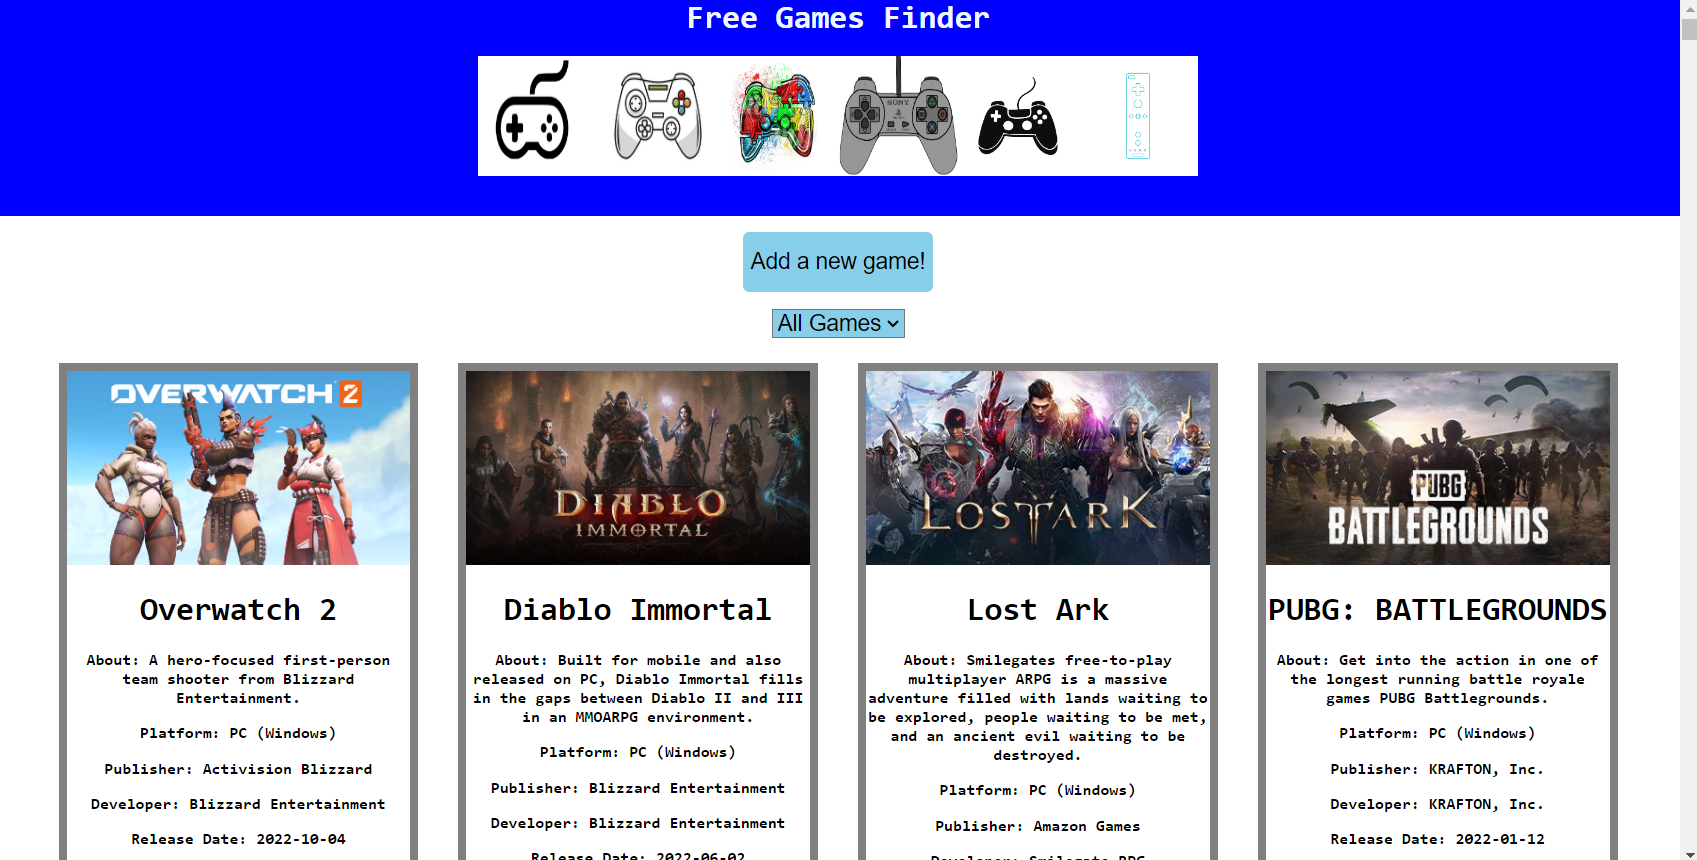 Free Games Finder
SONY
Add a new game!
All Games
OVERWATCH 2
Overwatch 2
About: A hero-focused first-person
team shooter from Blizzard
Entertainment.
Platform: PC (Windows)
Publisher: Activision Blizzard
Developer: Blizzard Entertainment
Release Date: 2022-10-04
DIABLO
IMMORTAL
Diablo Immortal
About: Built for mobile and also
released on PC, Diablo Immortal fills
in the gaps between Diablo II and III
in an MMOARPG environment.
Platform: PC (Windows)
Publisher: Blizzard Entertainment
Developer: Blizzard Entertainment
Release Date: 2022-06-02
LOST ARK
Lost Ark
About: Smilegates free-to-play
multiplayer ARPG is a massive
adventure filled with lands waiting to
be explored, people waiting to be met,
and an ancient evil waiting to be
destroyed.
Platform: PC (Windows)
Publisher: Amazon Games
Developer: Smilegate RPG
PUBG
BATTLEGROUNDS
PUBG: BATTLEGROUNDS
About: Get into the action in one of
the longest running battle royale
games PUBG Battlegrounds.
Platform: PC (Windows)
Publisher: KRAFTON, Inc.
Developer: KRAFTON, Inc.
Release Date: 2022-01-12